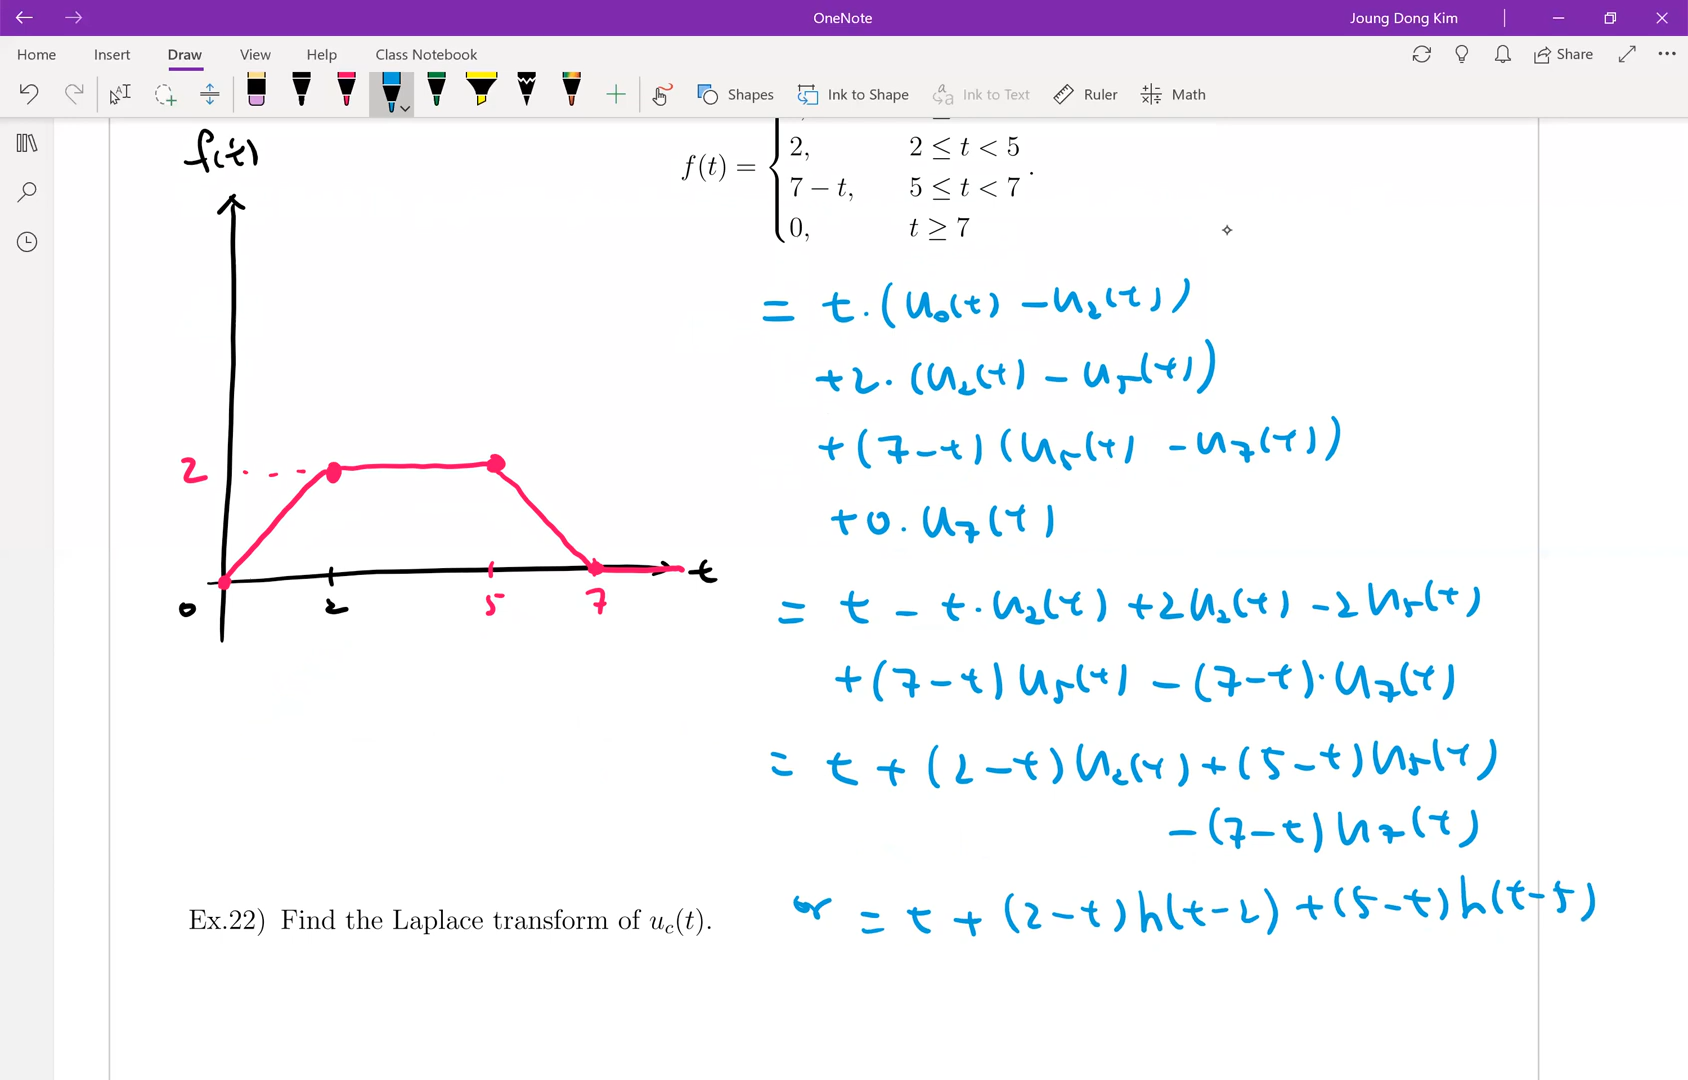 OneNote
Joung Dong Kim
Home Insert Draw View Help Class Notebook
Share
Shapes Ink to Shape Ink to Text Ruler Math
f(t)
f(t) =
2, 2 ≤ t < 5
7 − t, 5 ≤ t < 7 .
0, t ≥ 7
= t · (u₀(t) − u₂(t))
+2 · (u₂(t) − u₅(t))
+(7−t)(u₅(t) − u₇(t))
+0 · u₇(t)
2
t
0 2 5 7
= t − t · u₂(t) + 2u₂(t) − 2u₅(t)
+(7−t)u₅(t) − (7−t) · u₇(t)
= t + (2−t)u₂(t) + (5−t)u₅(t)
−(7−t)u₇(t)
or = t + (2−t)h(t−2) + (5−t)h(t−5)
Ex.22) Find the Laplace transform of u_c(t).